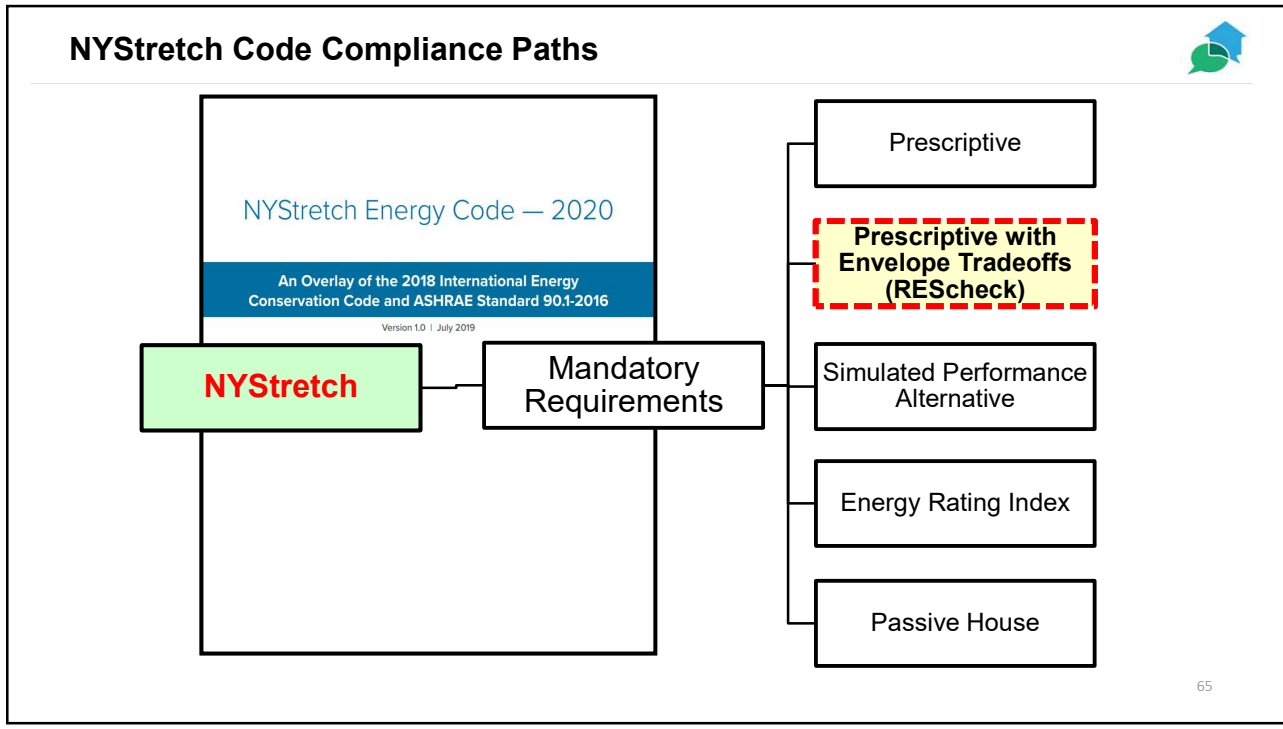 NYStretch Code Compliance Paths
NYStretch Energy Code — 2020
An Overlay of the 2018 International Energy
Conservation Code and ASHRAE Standard 90.1-2016
Version 1.0 | July 2019
NYStretch
Mandatory
Requirements
Prescriptive
Prescriptive with
Envelope Tradeoffs
(REScheck)
Simulated Performance
Alternative
Energy Rating Index
Passive House
65